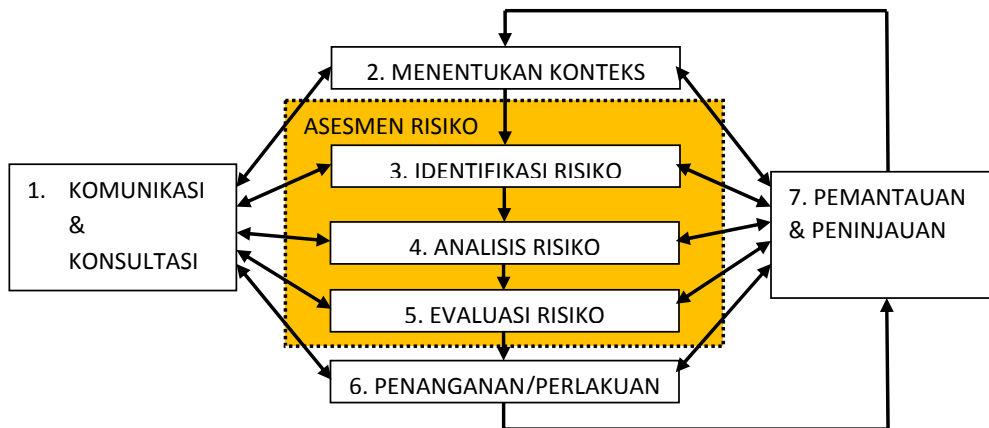 2. MENENTUKAN KONTEKS
ASESMEN RISIKO
3. IDENTIFIKASI RISIKO
1. KOMUNIKASI
&
KONSULTASI
7. PEMANTAUAN
& PENINJAUAN
4. ANALISIS RISIKO
5. EVALUASI RISIKO
6. PENANGANAN/PERLAKUAN